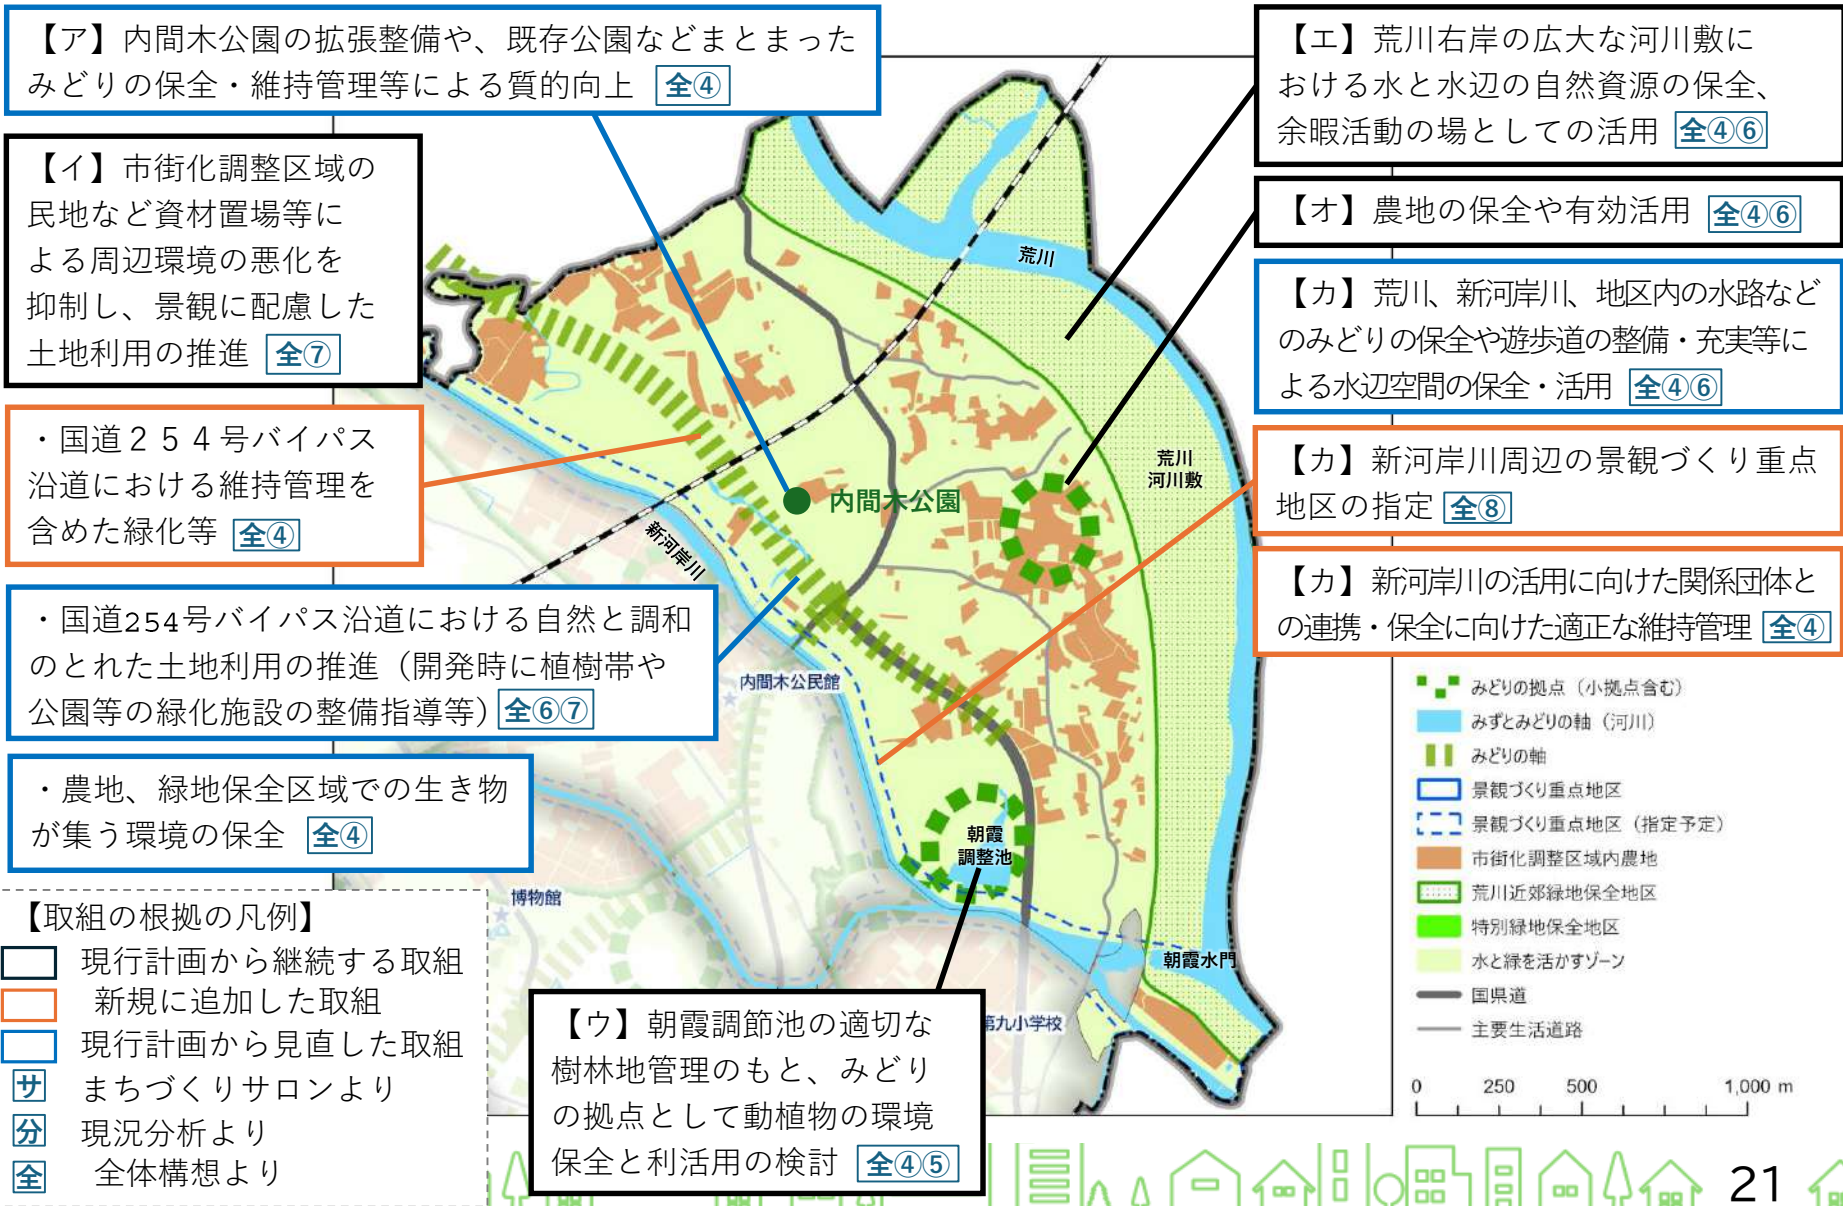 【ア】内間木公園の拡張整備や、既存公園などまとまった
みどりの保全・維持管理等による質的向上 全④
【イ】市街化調整区域の
民地など資材置場等に
よる周辺環境の悪化を
抑制し、景観に配慮した
土地利用の推進 全⑦
・国道２５４号バイパス
沿道における維持管理を
含めた緑化等 全④
・国道254号バイパス沿道における自然と調和
のとれた土地利用の推進（開発時に植樹帯や
公園等の緑化施設の整備指導等）全⑥⑦
・農地、緑地保全区域での生き物
が集う環境の保全 全④
【取組の根拠の凡例】
現行計画から継続する取組
新規に追加した取組
現行計画から見直した取組
サ まちづくりサロンより
分 現況分析より
全 全体構想より
荒川
荒川
河川敷
内間木公園
新河岸川
内間木公民館
朝霞
調整池
博物館
朝霞水門
第九小学校
【ウ】朝霞調節池の適切な
樹林地管理のもと、みどり
の拠点として動植物の環境
保全と利活用の検討 全④⑤
【エ】荒川右岸の広大な河川敷に
おける水と水辺の自然資源の保全、
余暇活動の場としての活用 全④⑥
【オ】農地の保全や有効活用 全④⑥
【カ】荒川、新河岸川、地区内の水路など
のみどりの保全や遊歩道の整備・充実等に
よる水辺空間の保全・活用 全④⑥
【カ】新河岸川周辺の景観づくり重点
地区の指定 全⑧
【カ】新河岸川の活用に向けた関係団体と
の連携・保全に向けた適正な維持管理 全④
みどりの拠点（小拠点含む）
みずとみどりの軸（河川）
みどりの軸
景観づくり重点地区
景観づくり重点地区（指定予定）
市街化調整区域内農地
荒川近郊緑地保全地区
特別緑地保全地区
水と緑を活かすゾーン
国県道
主要生活道路
0 250 500 1,000 m
21